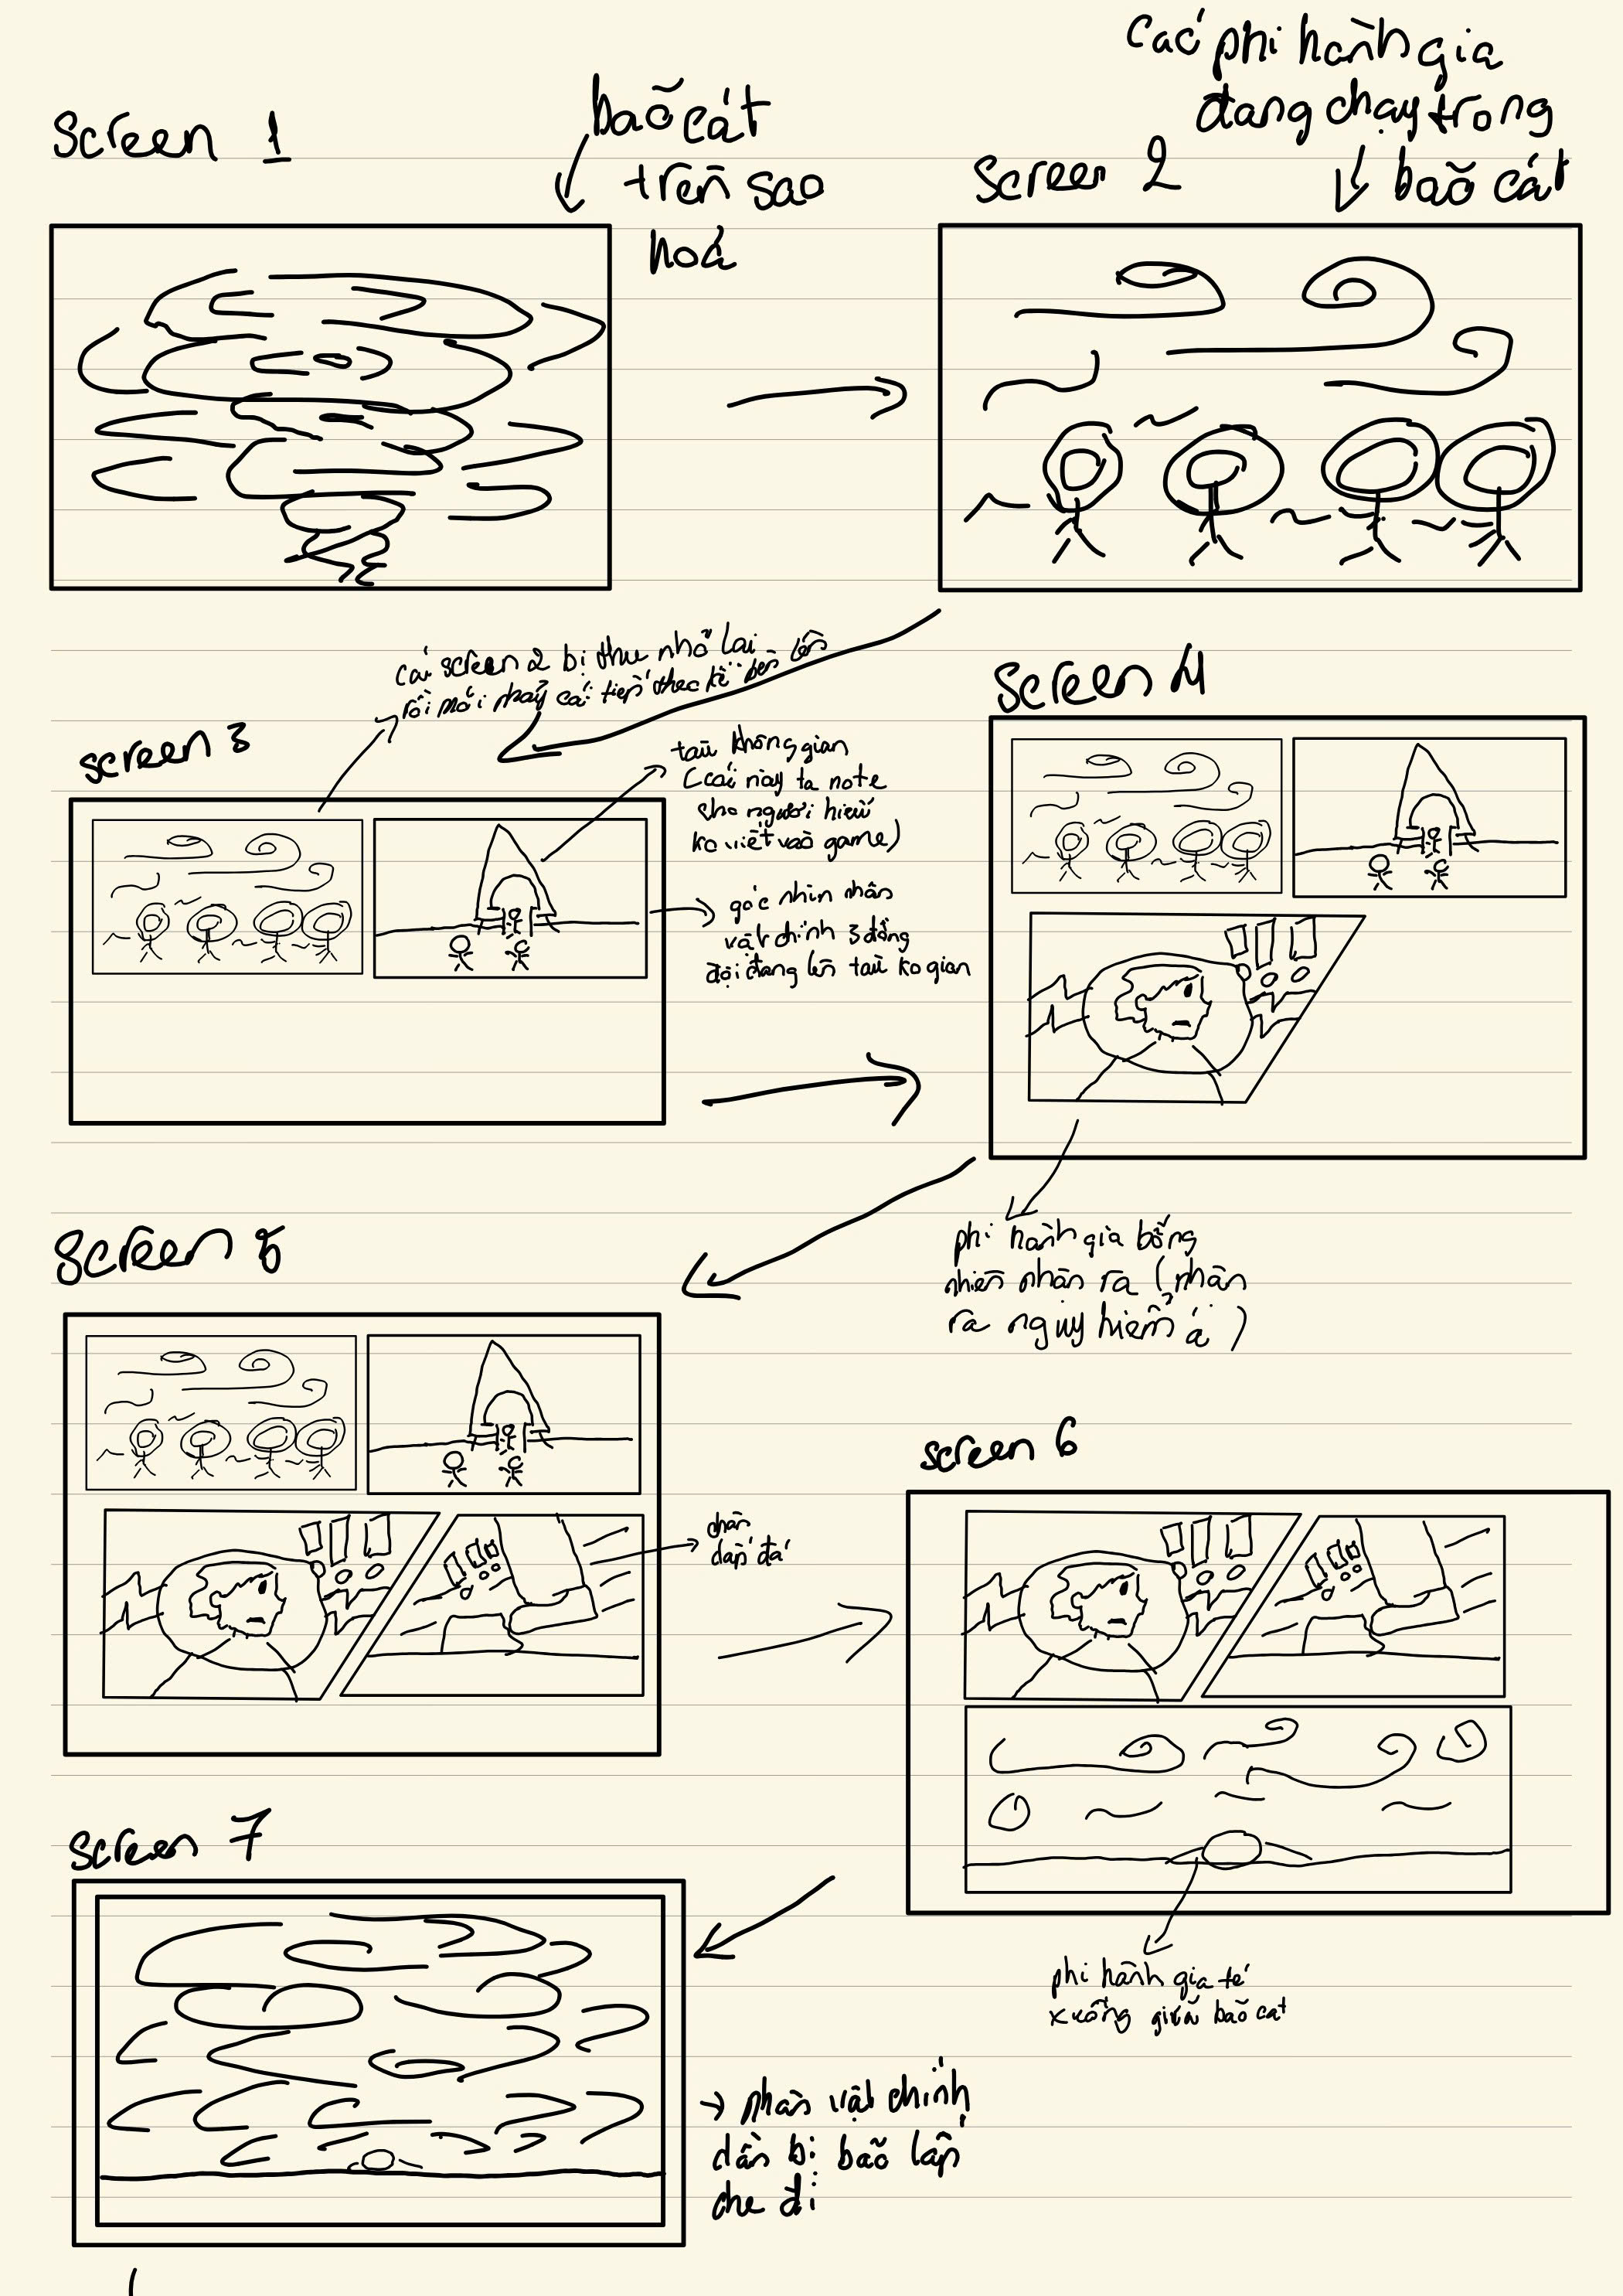 Screen 1
bão cát
trên sao
hoả
Các phi hành gia
đang chạy trong
bão cát
Screen 2
cái screen 2 bị thu nhỏ lại
rồi mới nhảy cái tiếp theo kế bên lên
screen 3
tàu không gian
(cái này ta note
cho người hiểu
ko viết vào game)
góc nhìn nhân
vật chính 3 đồng
đội đang lên tàu ko gian
Screen 4
phi hành gia bỗng
nhiên nhận ra (nhận
ra nguy hiểm á)
Screen 5
chân
dẫm đá
screen 6
phi hành gia té
xuống giữa bão cát
screen 7
→ nhân vật chính
dần bị bão lấp
che đi